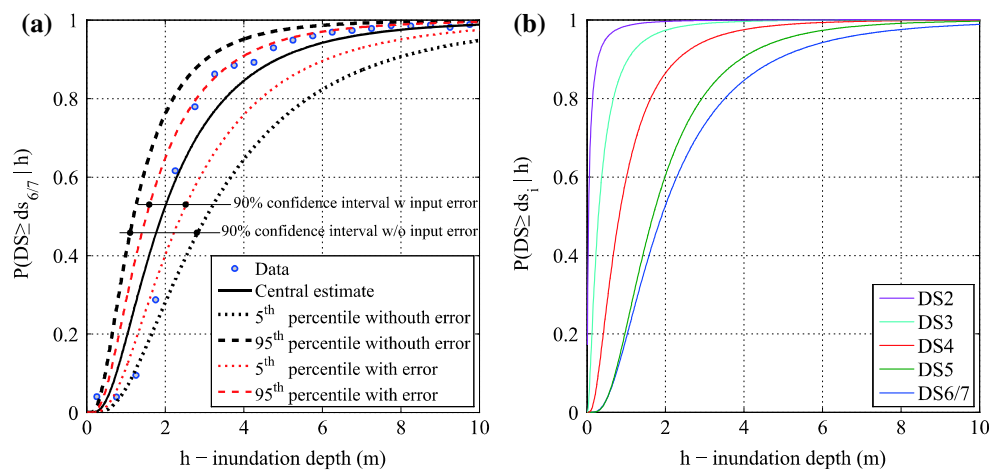 (a)
1
0.8
0.6
0.4
0.2
0
P(DS≥ ds6/7 | h)
90% confidence interval w input error
90% confidence interval w/o input error
Data
Central estimate
5th percentile withouth error
95th percentile withouth error
5th percentile with error
95th percentile with error
0 2 4 6 8 10
h − inundation depth (m)
(b)
1
0.8
0.6
0.4
0.2
0
P(DS≥ dsi | h)
DS2
DS3
DS4
DS5
DS6/7
0 2 4 6 8 10
h − inundation depth (m)